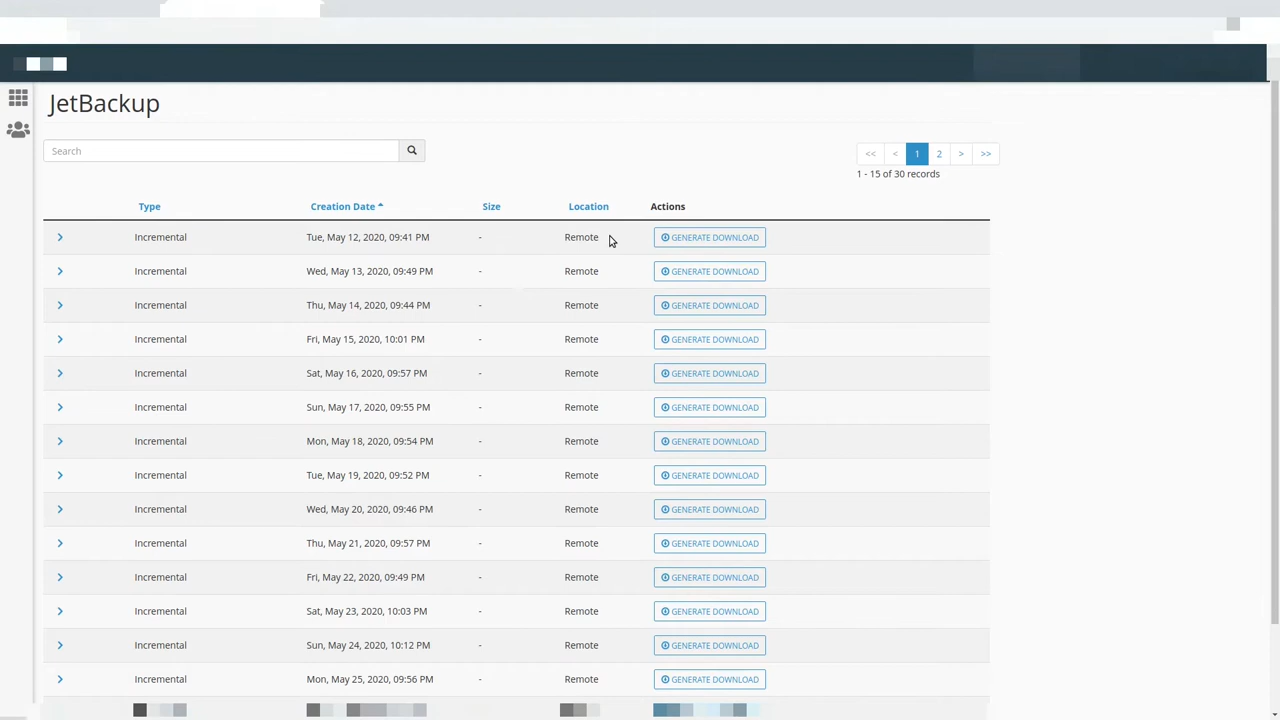 JetBackup
Search
<< < 1 2 > >>
1 - 15 of 30 records
Type Creation Date Size Location Actions
Incremental Tue, May 12, 2020, 09:41 PM - Remote GENERATE DOWNLOAD
Incremental Wed, May 13, 2020, 09:49 PM - Remote GENERATE DOWNLOAD
Incremental Thu, May 14, 2020, 09:44 PM - Remote GENERATE DOWNLOAD
Incremental Fri, May 15, 2020, 10:01 PM - Remote GENERATE DOWNLOAD
Incremental Sat, May 16, 2020, 09:57 PM - Remote GENERATE DOWNLOAD
Incremental Sun, May 17, 2020, 09:55 PM - Remote GENERATE DOWNLOAD
Incremental Mon, May 18, 2020, 09:54 PM - Remote GENERATE DOWNLOAD
Incremental Tue, May 19, 2020, 09:52 PM - Remote GENERATE DOWNLOAD
Incremental Wed, May 20, 2020, 09:46 PM - Remote GENERATE DOWNLOAD
Incremental Thu, May 21, 2020, 09:57 PM - Remote GENERATE DOWNLOAD
Incremental Fri, May 22, 2020, 09:49 PM - Remote GENERATE DOWNLOAD
Incremental Sat, May 23, 2020, 10:03 PM - Remote GENERATE DOWNLOAD
Incremental Sun, May 24, 2020, 10:12 PM - Remote GENERATE DOWNLOAD
Incremental Mon, May 25, 2020, 09:56 PM - Remote GENERATE DOWNLOAD